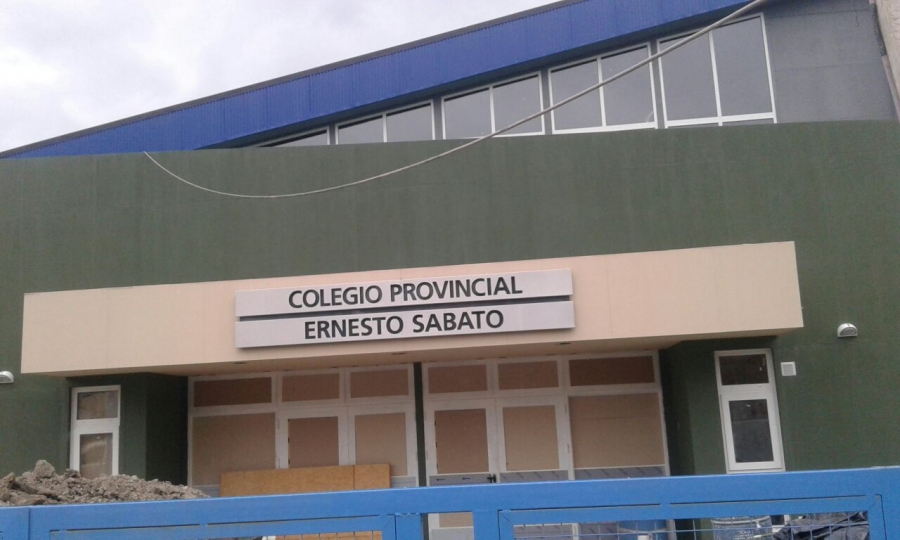 COLEGIO PROVINCIAL
ERNESTO SABATO